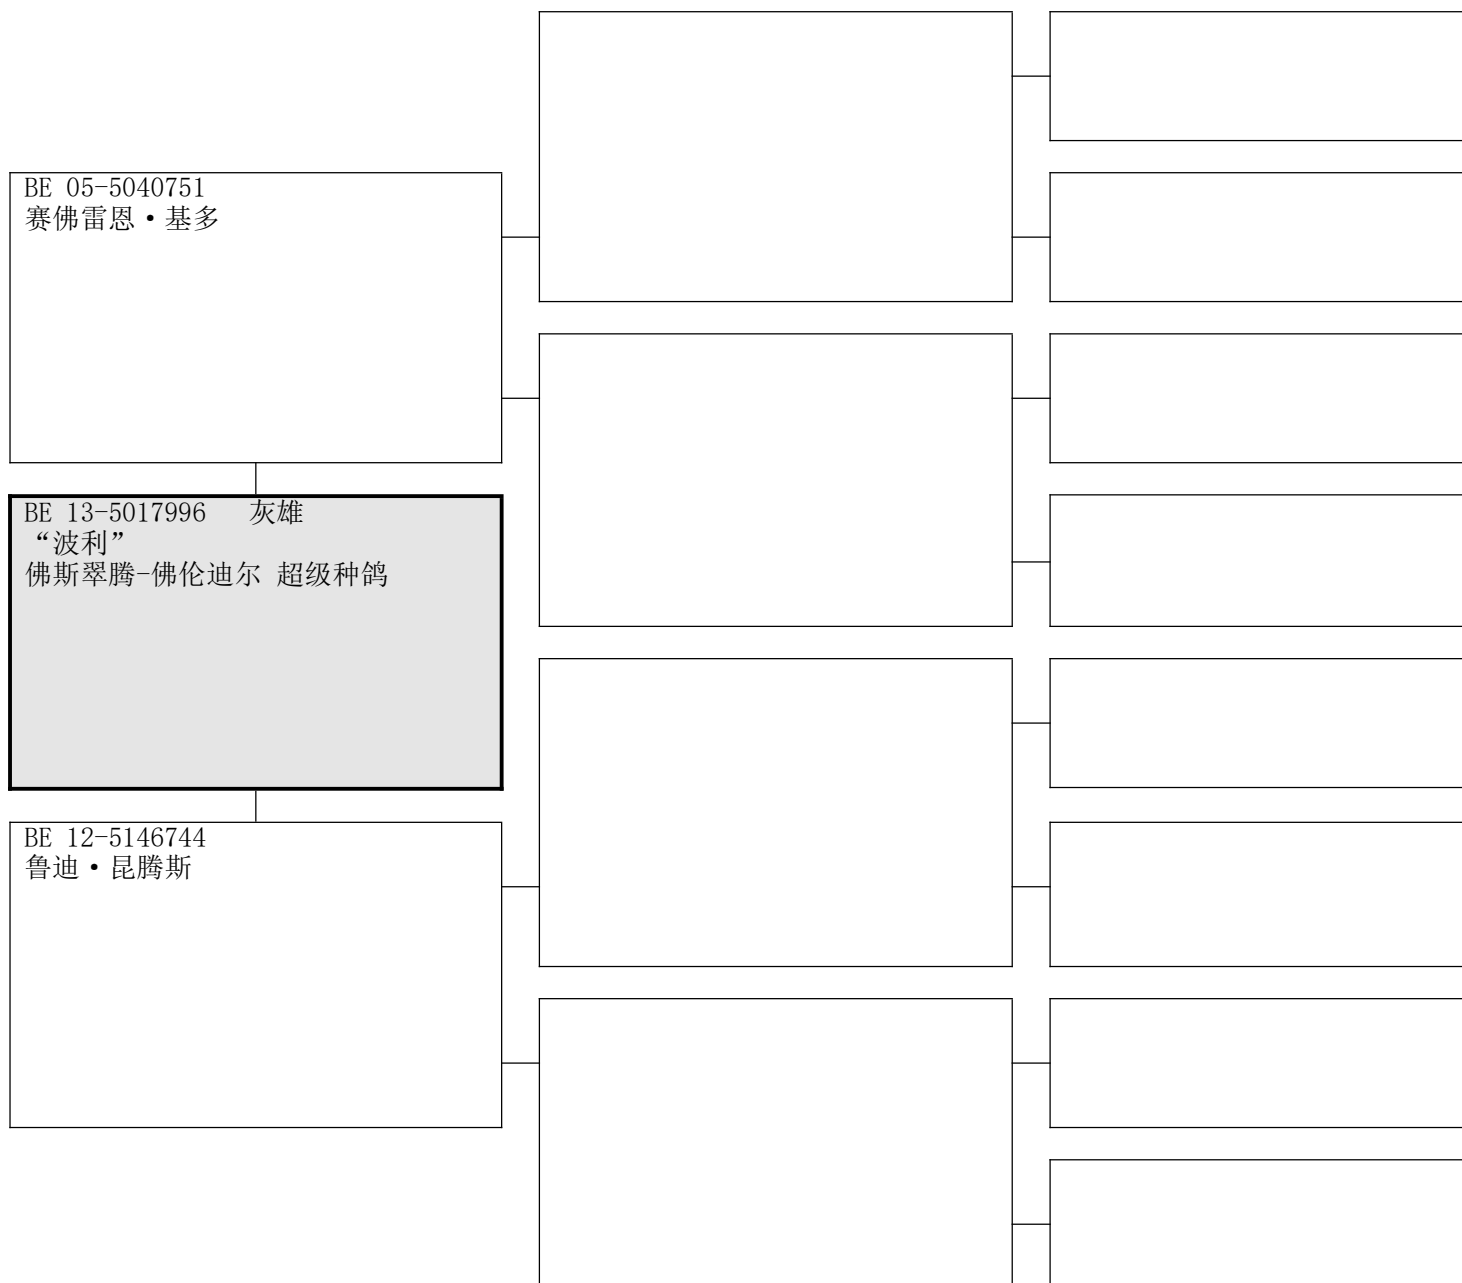 BE 05-5040751
赛佛雷恩·基多
BE 13-5017996 灰雄
“波利”
佛斯翠腾-佛伦迪尔 超级种鸽
BE 12-5146744
鲁迪·昆腾斯